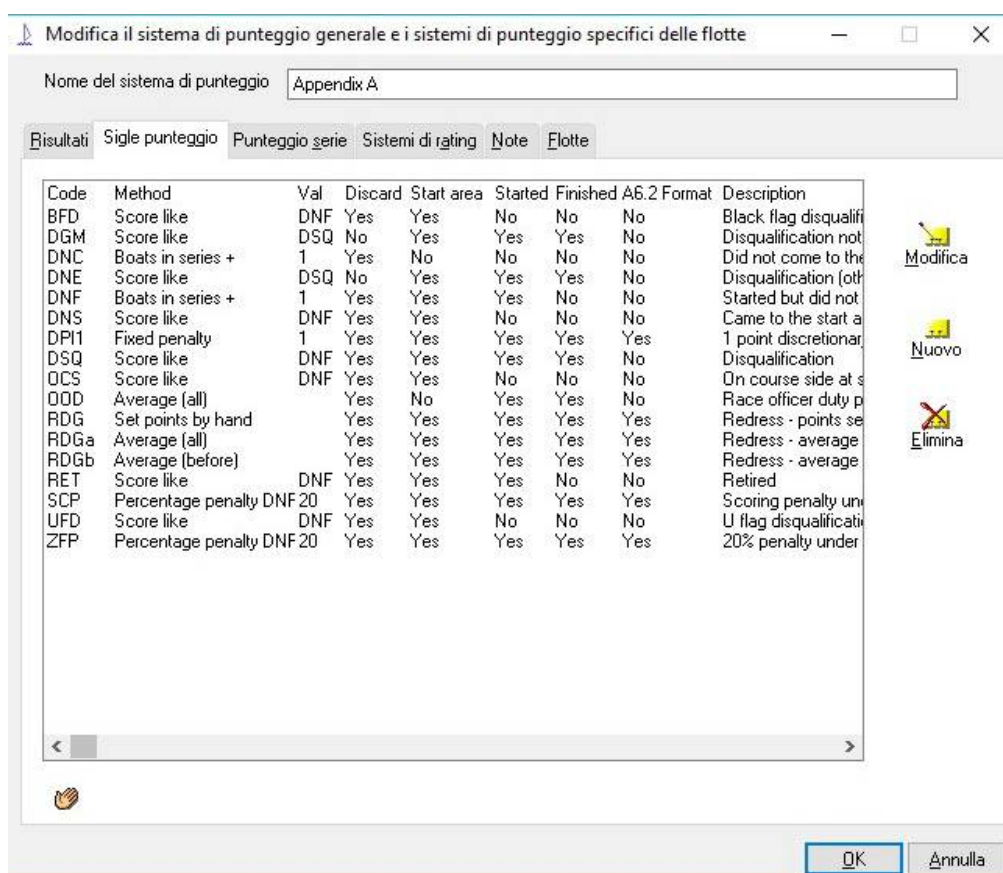 Modifica il sistema di punteggio generale e i sistemi di punteggio specifici delle flotte
Nome del sistema di punteggio Appendix A
Risultati Sigle punteggio Punteggio serie Sistemi di rating Note Flotte
Code Method Val Discard Start area Started Finished A6.2 Format Description
BFD Score like DNF Yes Yes No No No Black flag disqualifi
DGM Score like DSQ No Yes Yes Yes No Disqualification not
DNC Boats in series + 1 Yes No No No No Did not come to the
DNE Score like DSQ No Yes Yes Yes No Disqualification (oth
DNF Boats in series + 1 Yes Yes Yes No No Started but did not
DNS Score like DNF Yes Yes No No No Came to the start a
DPI1 Fixed penalty 1 Yes Yes Yes Yes Yes 1 point discretionar
DSQ Score like DNF Yes Yes Yes Yes No Disqualification
OCS Score like DNF Yes Yes No No No On course side at s
OOD Average (all) Yes No Yes Yes No Race officer duty p
RDG Set points by hand Yes Yes Yes Yes Yes Redress - points se
RDGa Average (all) Yes Yes Yes Yes Yes Redress - average
RDGb Average (before) Yes Yes Yes Yes Yes Redress - average
RET Score like DNF Yes Yes Yes No No Retired
SCP Percentage penalty DNF 20 Yes Yes Yes Yes Yes Scoring penalty und
UFD Score like DNF Yes Yes No No No U flag disqualificati
ZFP Percentage penalty DNF 20 Yes Yes Yes Yes Yes 20% penalty under
Modifica
Nuovo
Elimina
OK Annulla